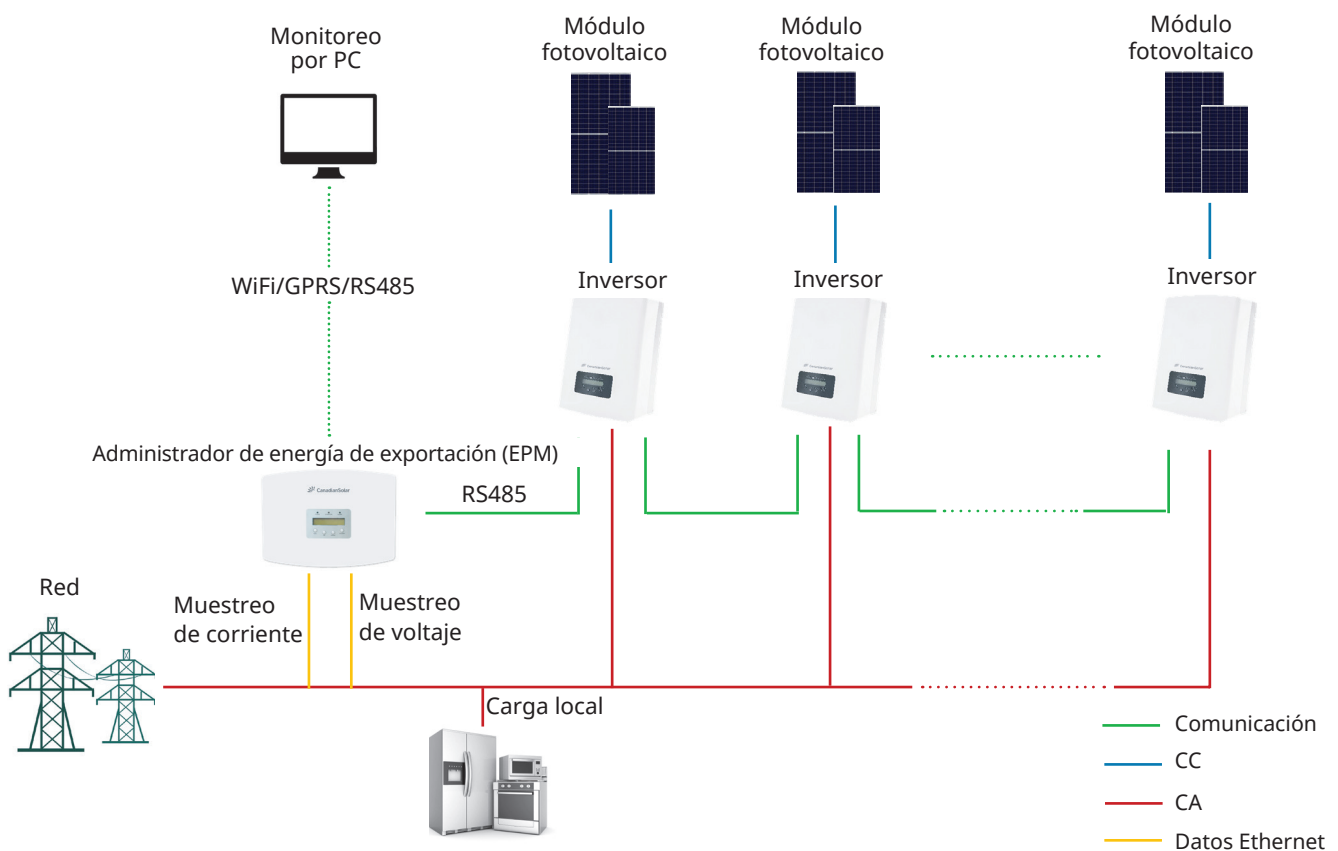 Monitoreo
por PC
Módulo
fotovoltaico
Módulo
fotovoltaico
Módulo
fotovoltaico
WiFi/GPRS/RS485
Inversor
Inversor
Inversor
Administrador de energía de exportación (EPM)
CanadianSolar
RS485
Red
Muestreo
de corriente
Muestreo
de voltaje
Carga local
Comunicación
CC
CA
Datos Ethernet